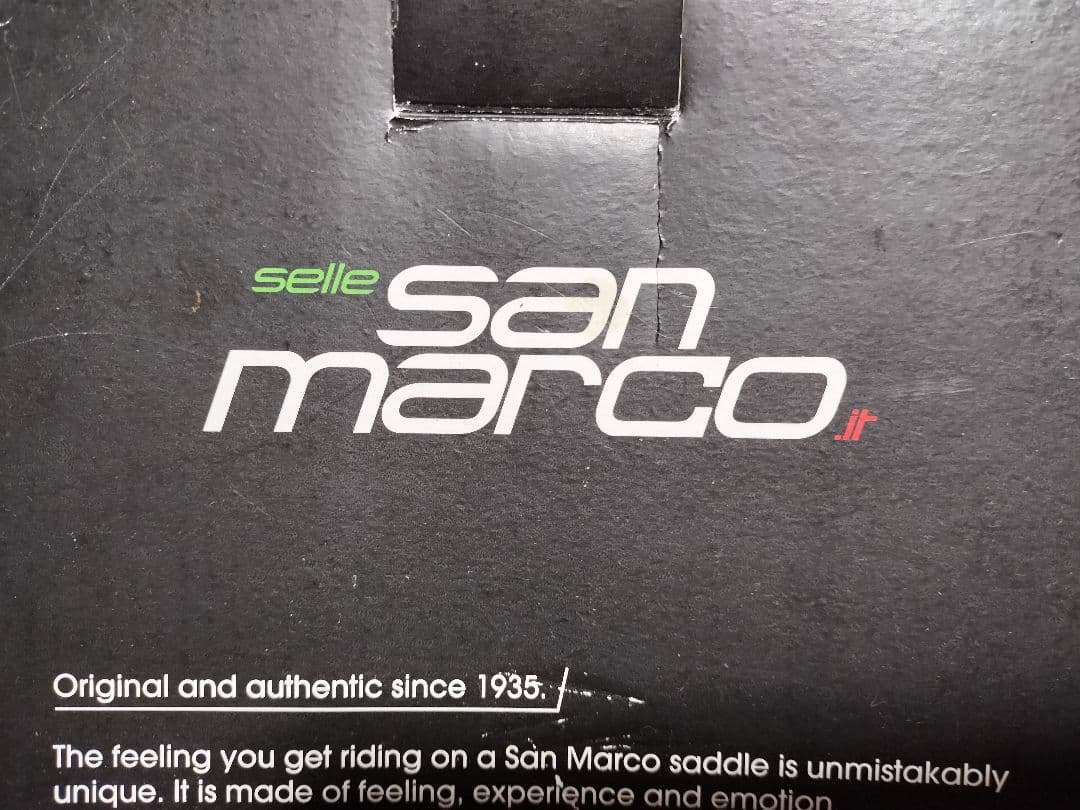 selle san
marco.it
Original and authentic since 1935.
The feeling you get riding on a San Marco saddle is unmistakably
unique. It is made of feeling, experience and emotion